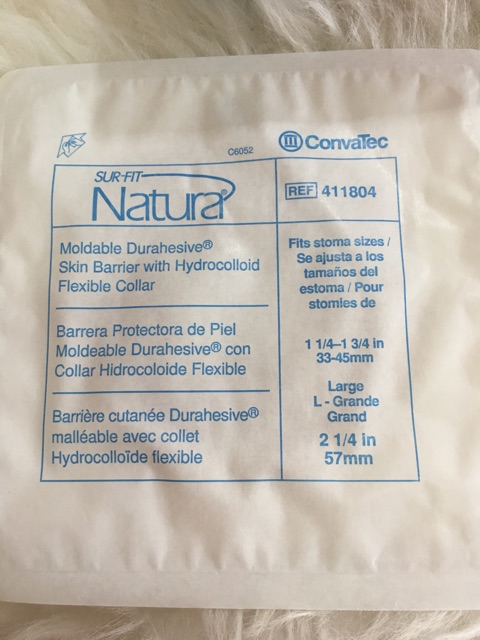 C6052
ConvaTec
SUR-FIT
Natura®
REF 411804
Moldable Durahesive®
Skin Barrier with Hydrocolloid
Flexible Collar
Barrera Protectora de Piel
Moldeable Durahesive® con
Collar Hidrocoloide Flexible
Barrière cutanée Durahesive®
malléable avec collet
Hydrocolloïde flexible
Fits stoma sizes /
Se ajusta a los
tamaños del
estoma / Pour
stomies de
1 1/4–1 3/4 in
33-45mm
Large
L - Grande
Grand
2 1/4 in
57mm